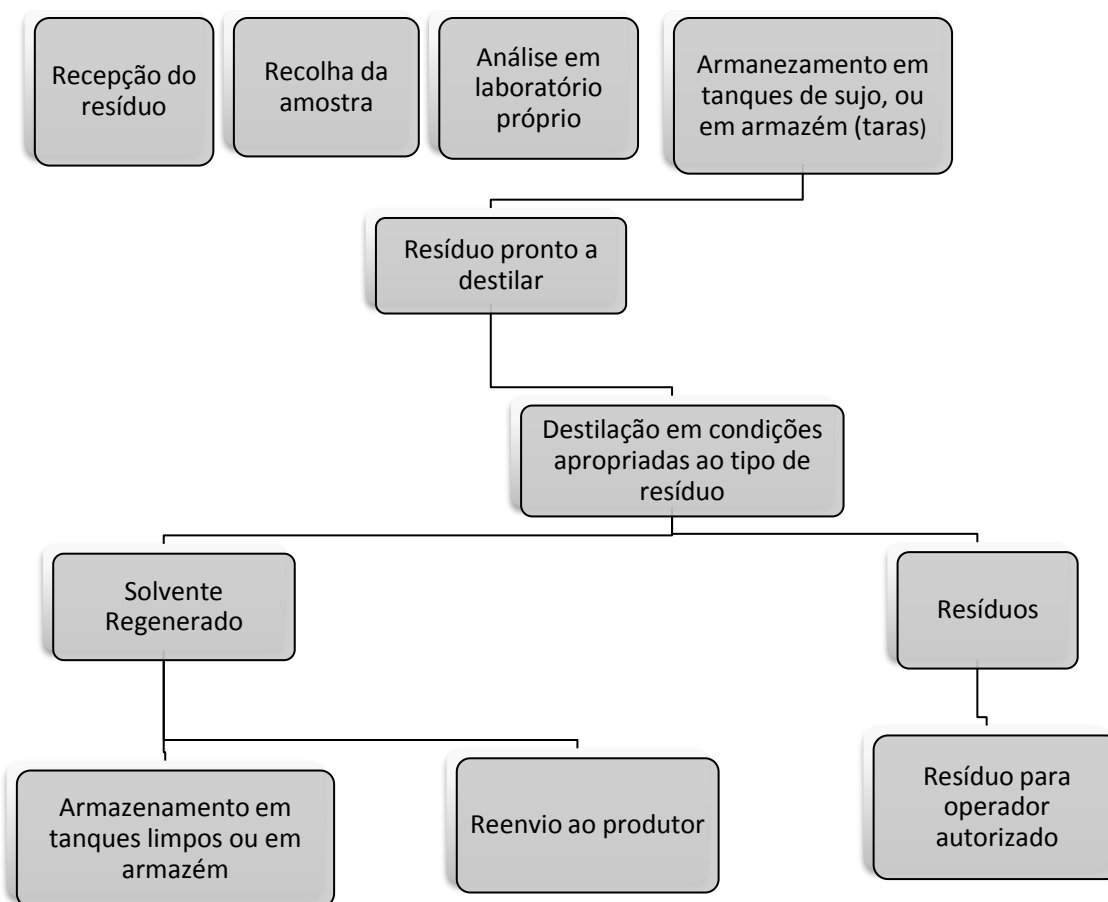 Recepção do
resíduo
Recolha da
amostra
Análise em
laboratório
próprio
Armanezamento em
tanques de sujo, ou
em armazém (taras)
Resíduo pronto a
destilar
Destilação em condições
apropriadas ao tipo de
resíduo
Solvente
Regenerado
Resíduos
Armazenamento em
tanques limpos ou em
armazém
Reenvio ao produtor
Resíduo para
operador
autorizado